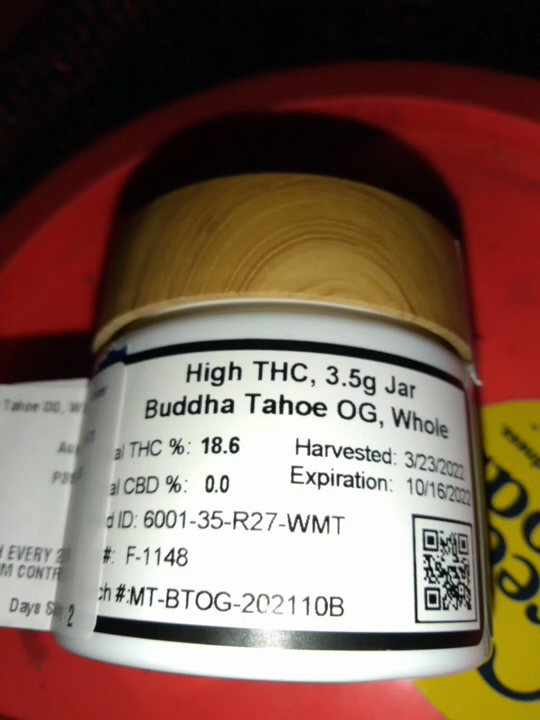 High THC, 3.5g Jar
Buddha Tahoe OG, Whole
al THC %: 18.6
Harvested: 3/23/2022
al CBD %: 0.0
Expiration: 10/16/2022
d ID: 6001-35-R27-WMT
#: F-1148
ch #:MT-BTOG-202110B
Tahoe OG, W
EVERY 2
M CONTR
Days S
2